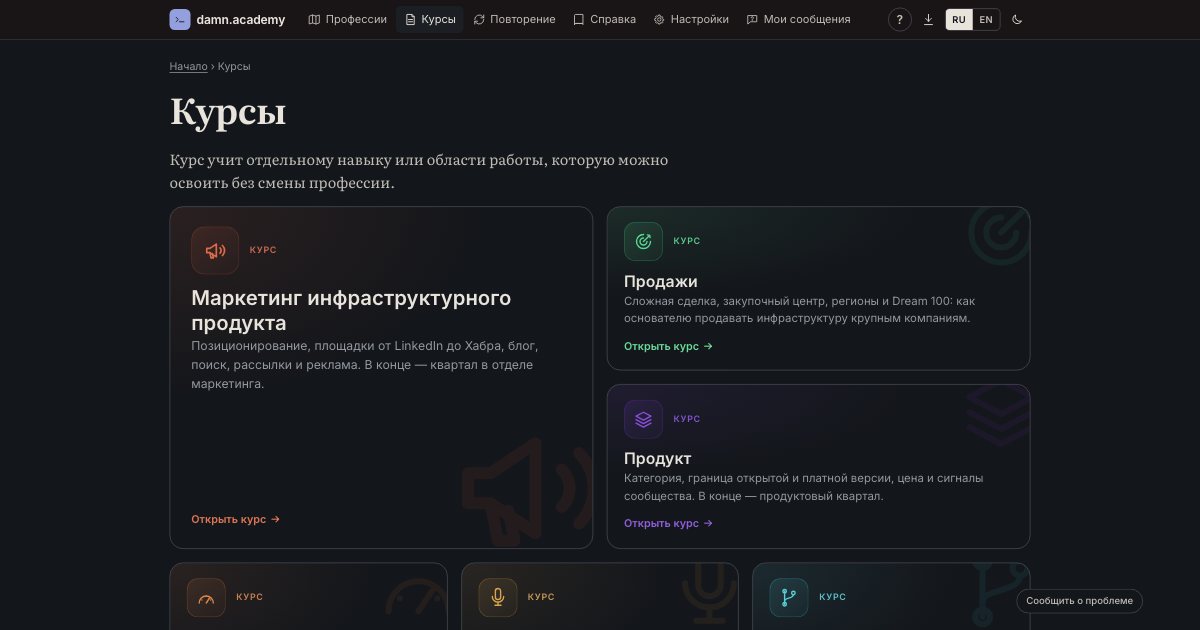 damn.academy
Профессии
Курсы
Повторение
Справка
Настройки
Мои сообщения
?
RU
EN
Начало › Курсы
Курсы
Курс учит отдельному навыку или области работы, которую можно
освоить без смены профессии.
КУРС
Маркетинг инфраструктурного
продукта
Позиционирование, площадки от LinkedIn до Хабра, блог,
поиск, рассылки и реклама. В конце — квартал в отделе
маркетинга.
Открыть курс →
КУРС
Продажи
Сложная сделка, закупочный центр, регионы и Dream 100: как
основателю продавать инфраструктуру крупным компаниям.
Открыть курс →
КУРС
Продукт
Категория, граница открытой и платной версии, цена и сигналы
сообщества. В конце — продуктовый квартал.
Открыть курс →
КУРС
КУРС
КУРС
Сообщить о проблеме